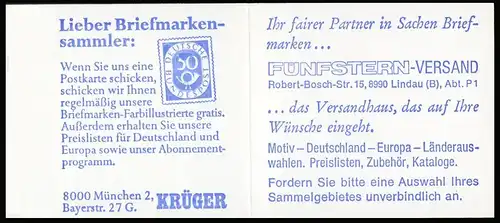 Lieber Briefmarken-
sammler:
Wenn Sie uns eine
Postkarte schicken,
schicken wir Ihnen
regelmäßig unsere
Briefmarken-Farbillustrierte gratis.
Außerdem erhalten Sie unsere
Preislisten für Deutschland und
Europa sowie unser Abonnement-
programm.
DEUTSCHE
50
BUNDESPOST
8000 München 2,
Bayerstr. 27 G.
KRÜGER
Ihr fairer Partner in Sachen Brief-
marken ...
FÜNFSTERN-VERSAND
Robert-Bosch-Str. 15, 8990 Lindau (B), Abt. P1
... das Versandhaus, das auf Ihre
Wünsche eingeht.
Motiv – Deutschland – Europa – Länderaus-
wahlen. Preislisten, Zubehör, Kataloge.
Fordern Sie bitte eine Auswahl Ihres
Sammelgebietes unverbindlich an.